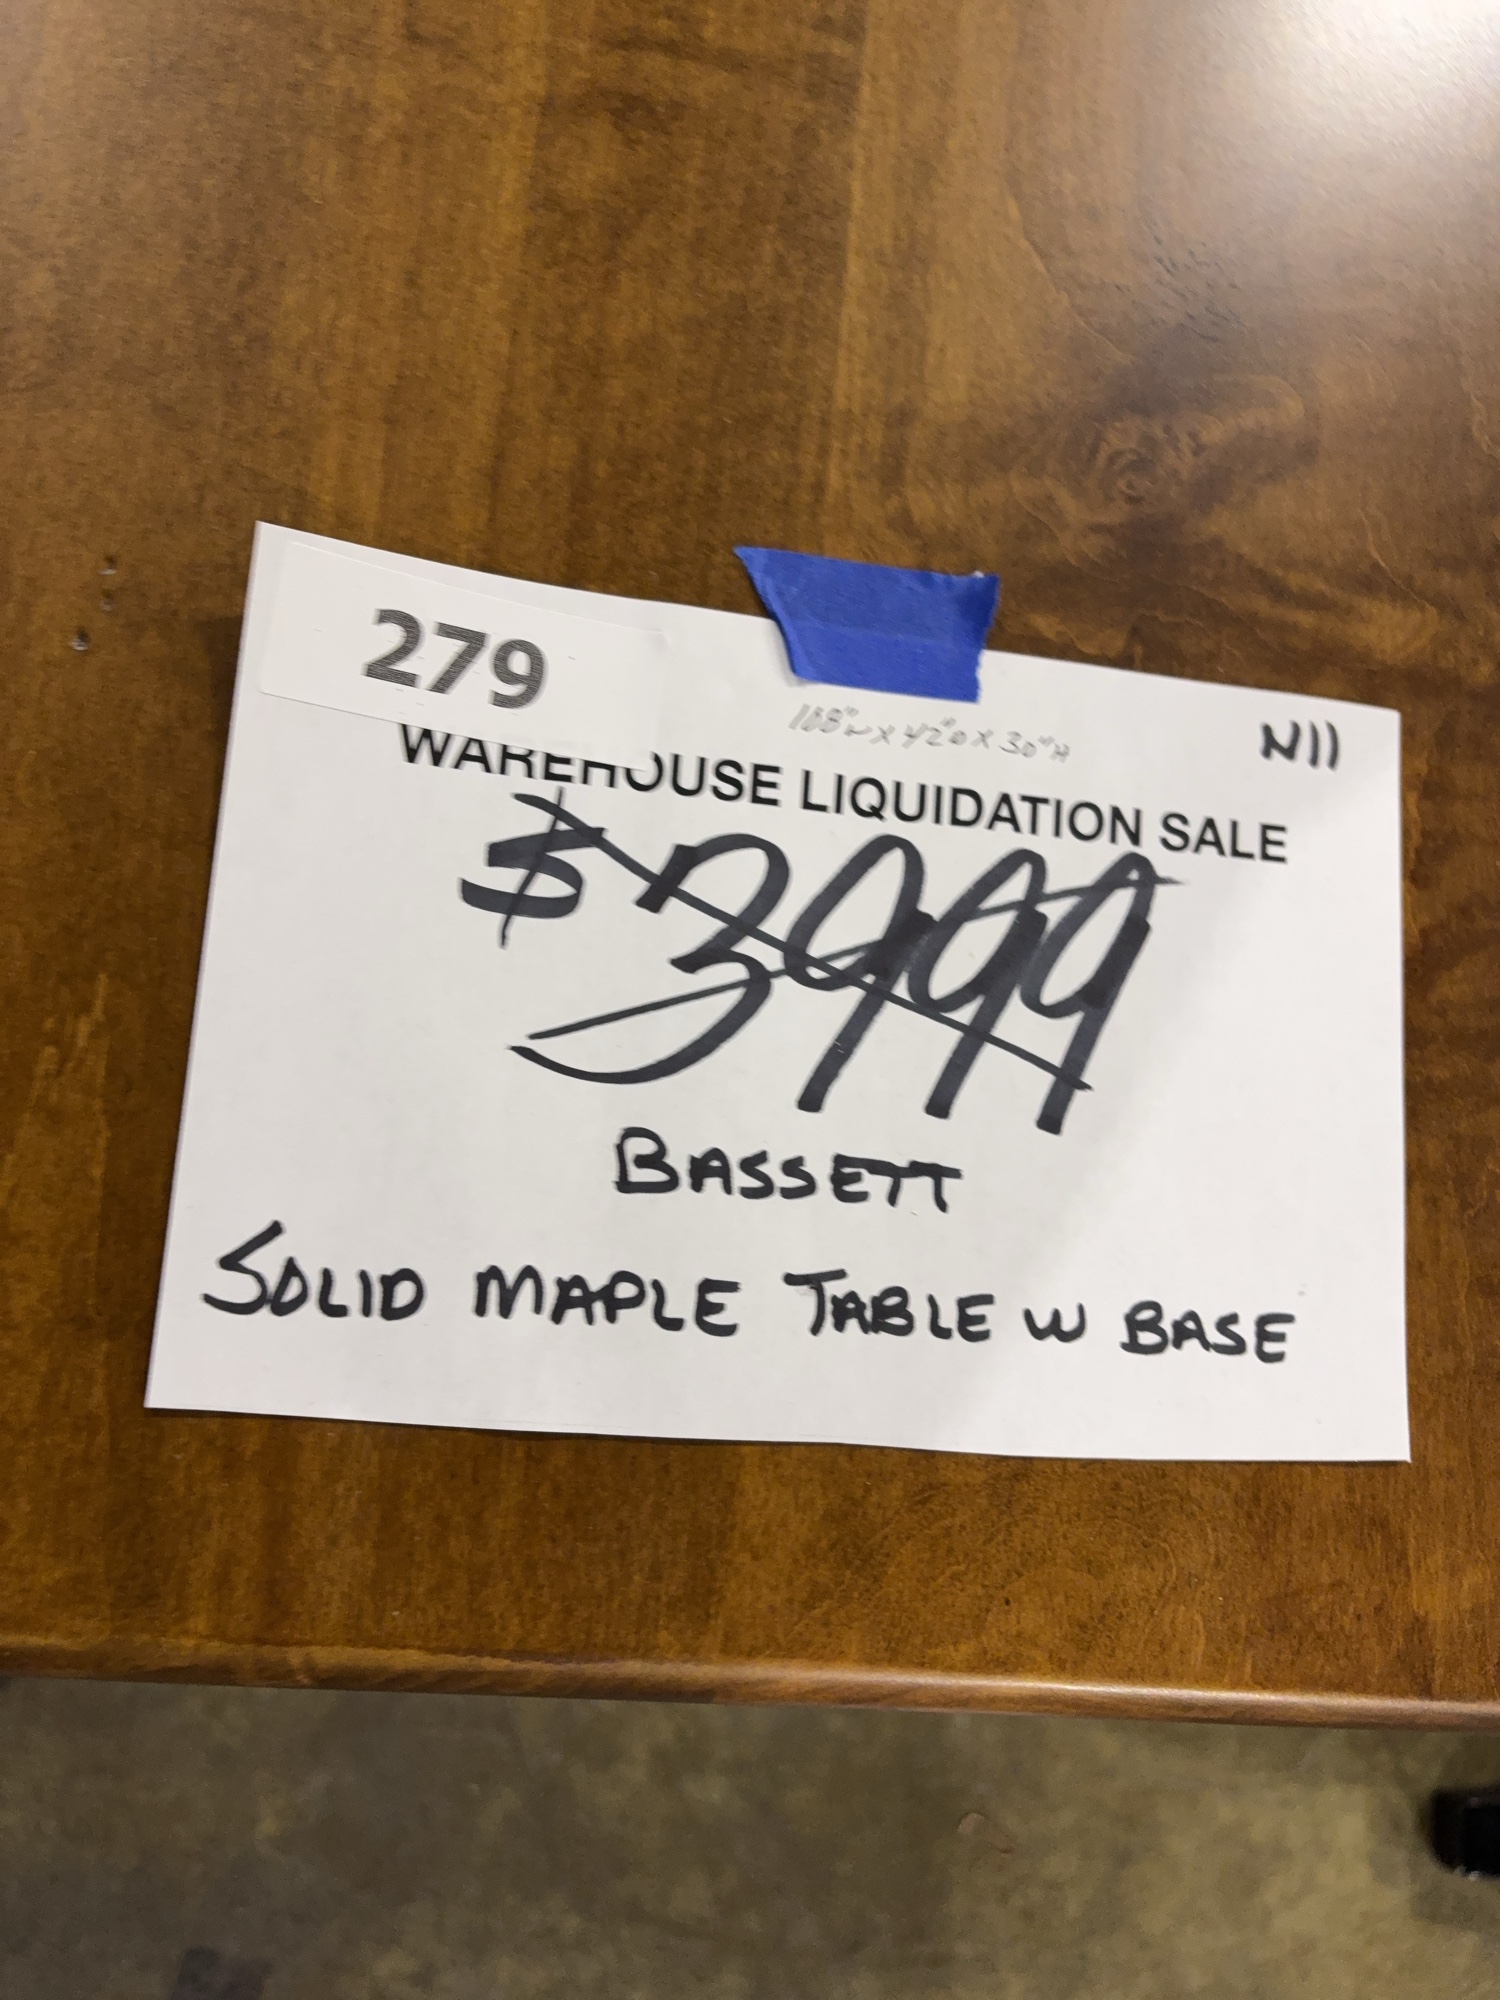 279
108"W X 42"D X 30"H
N11
WAREHOUSE LIQUIDATION SALE
$3999
BASSETT
SOLID MAPLE TABLE W BASE